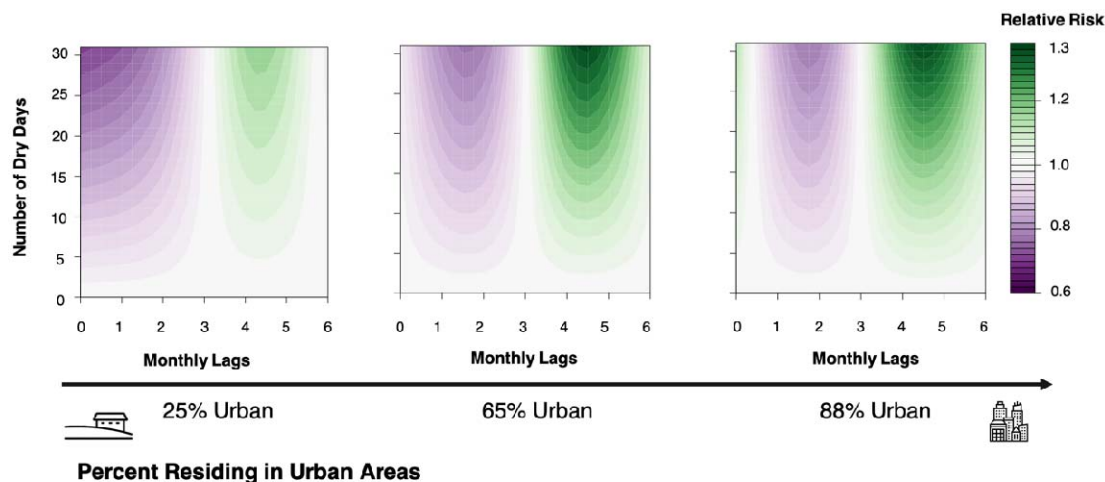 Relative Risk
Number of Dry Days
30
25
20
15
10
5
0
0 1 2 3 4 5 6
Monthly Lags
0 1 2 3 4 5 6
Monthly Lags
0 1 2 3 4 5 6
Monthly Lags
1.3
1.2
1.0
0.8
0.6
25% Urban
65% Urban
88% Urban
Percent Residing in Urban Areas